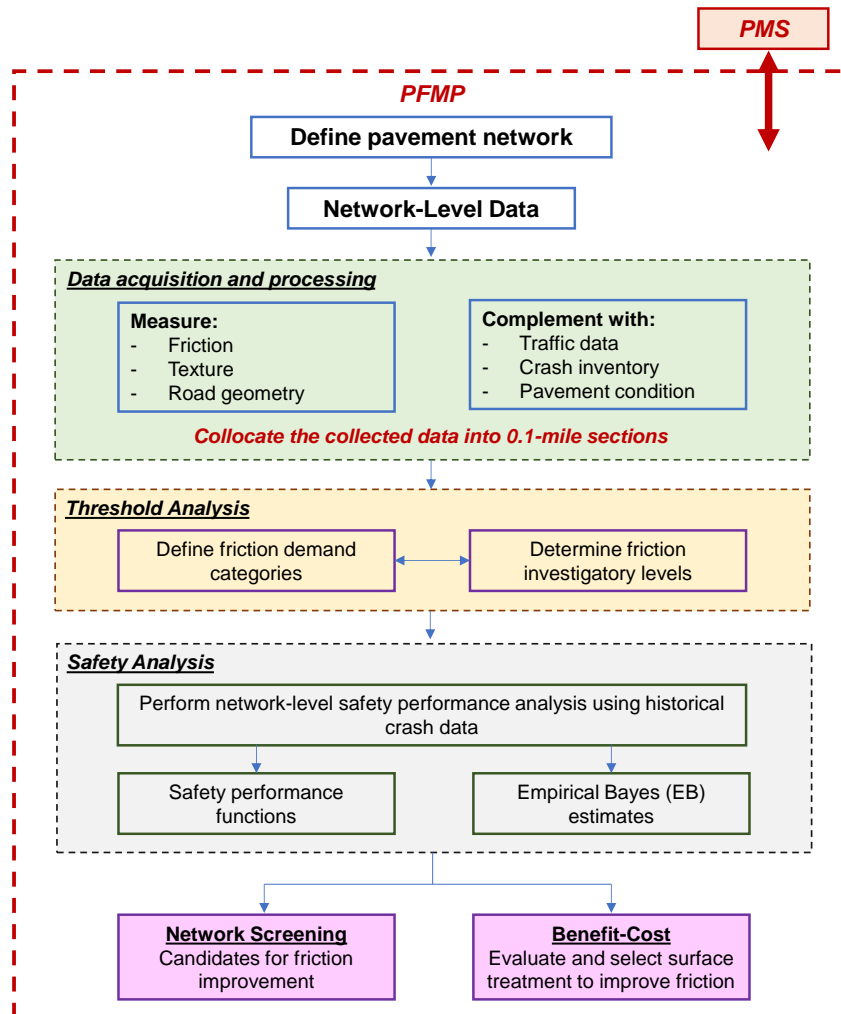 PMS
PFMP
Define pavement network
Network-Level Data
Data acquisition and processing
Measure:
- Friction
- Texture
- Road geometry
Complement with:
- Traffic data
- Crash inventory
- Pavement condition
Collocate the collected data into 0.1-mile sections
Threshold Analysis
Define friction demand
categories
Determine friction
investigatory levels
Safety Analysis
Perform network-level safety performance analysis using historical
crash data
Safety performance
functions
Empirical Bayes (EB)
estimates
Network Screening
Candidates for friction
improvement
Benefit-Cost
Evaluate and select surface
treatment to improve friction